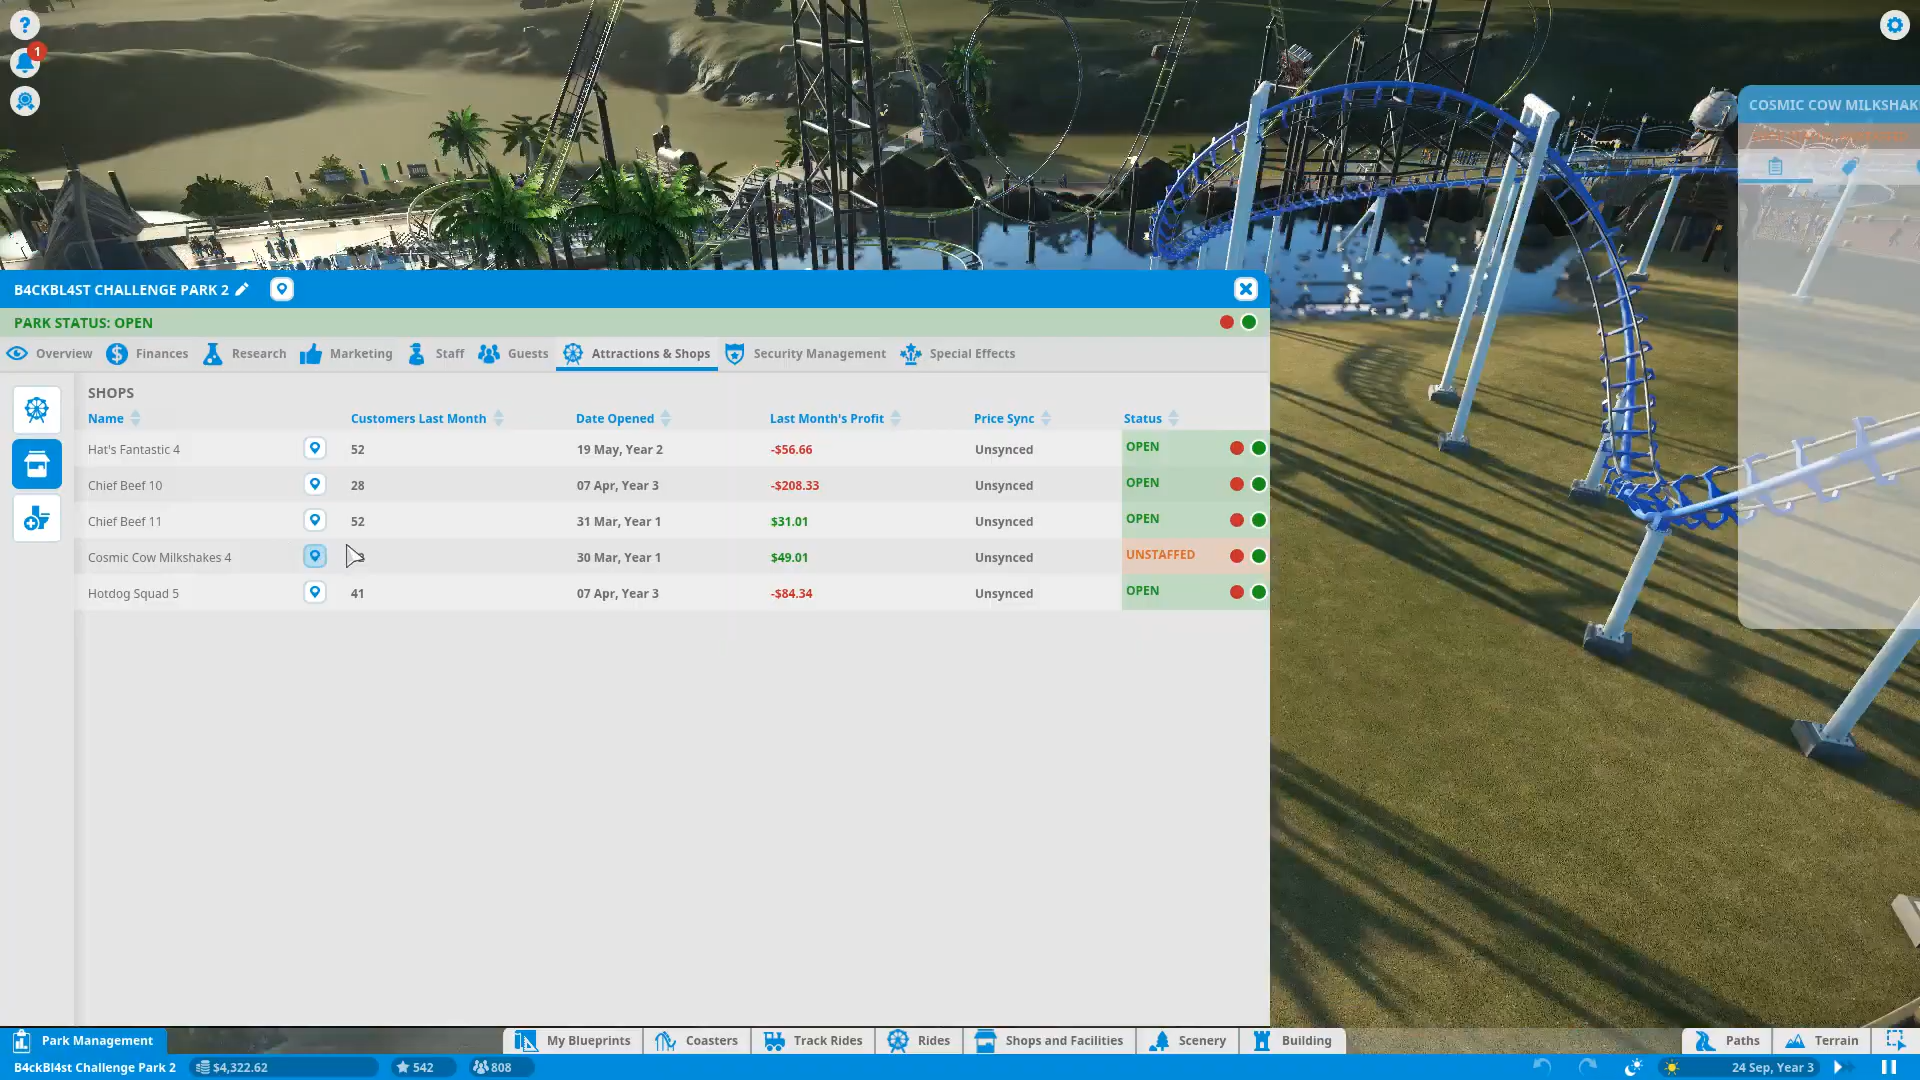 ?
1
COSMIC COW MILKSHAK
B4CKBL4ST CHALLENGE PARK 2
PARK STATUS: OPEN
Overview Finances Research Marketing Staff Guests Attractions & Shops Security Management Special Effects
SHOPS
Name Customers Last Month Date Opened Last Month's Profit Price Sync Status
Hat's Fantastic 4 52 19 May, Year 2 -$56.66 Unsynced OPEN
Chief Beef 10 28 07 Apr, Year 3 -$208.33 Unsynced OPEN
Chief Beef 11 52 31 Mar, Year 1 $31.01 Unsynced OPEN
Cosmic Cow Milkshakes 4 30 Mar, Year 1 $49.01 Unsynced UNSTAFFED
Hotdog Squad 5 41 07 Apr, Year 3 -$84.34 Unsynced OPEN
Park Management My Blueprints Coasters Track Rides Rides Shops and Facilities Scenery Building Paths Terrain
B4ckBl4st Challenge Park 2 $4,322.62 542 808 24 Sep, Year 3